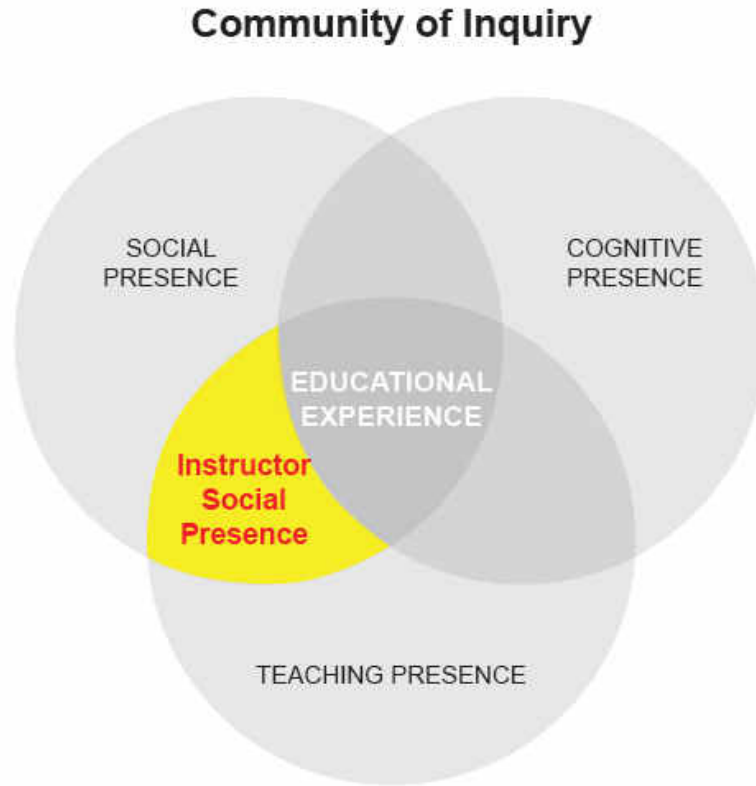 Community of Inquiry
SOCIAL
PRESENCE
COGNITIVE
PRESENCE
EDUCATIONAL
EXPERIENCE
Instructor
Social
Presence
TEACHING PRESENCE